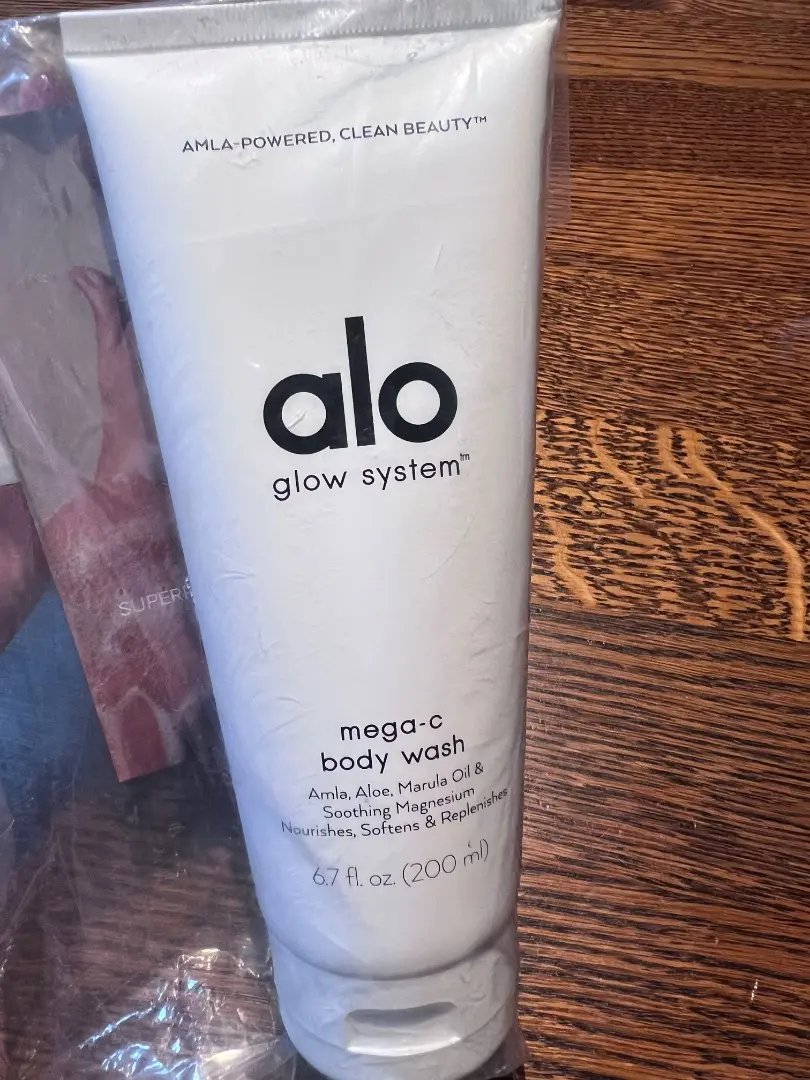 AMLA-POWERED, CLEAN BEAUTY™
alo
glow system™
mega-c
body wash
Amla, Aloe, Marula Oil &
Soothing Magnesium
Nourishes, Softens & Replenishes
6.7 fl. oz. (200 ml)